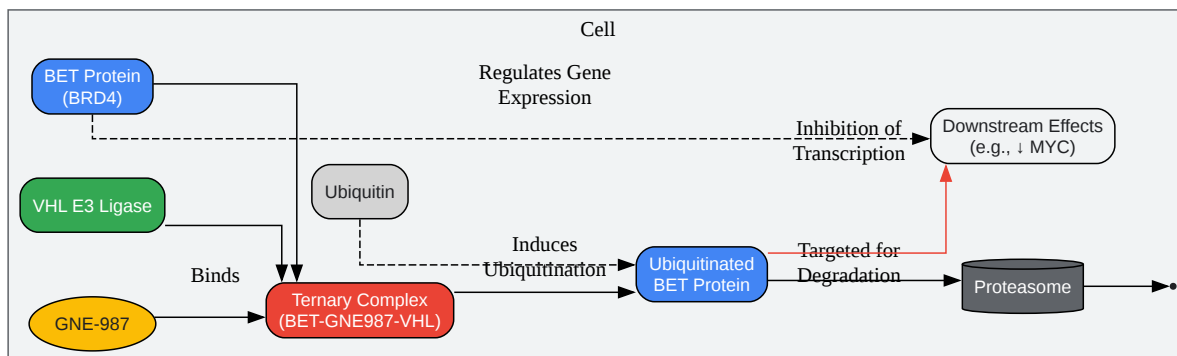 Cell
BET Protein
(BRD4)
Regulates Gene
Expression
Inhibition of
Transcription
Downstream Effects
(e.g., ↓ MYC)
VHL E3 Ligase
Ubiquitin
Binds
Induces
Ubiquitination
Ubiquitinated
BET Protein
Targeted for
Degradation
Proteasome
GNE-987
Ternary Complex
(BET-GNE987-VHL)